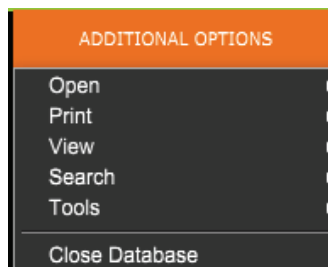 ADDITIONAL OPTIONS
Open
Print
View
Search
Tools
Close Database